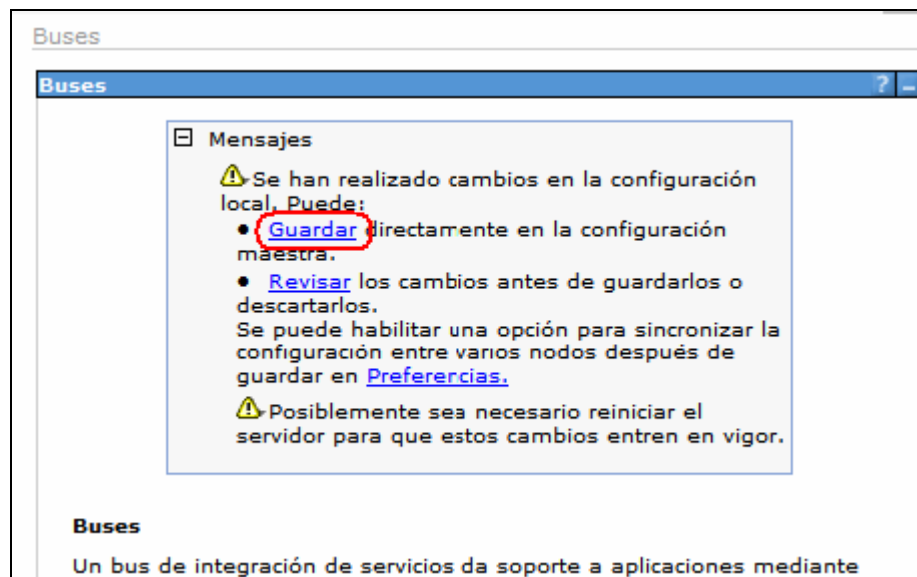 Buses
Buses ? –
Mensajes
Se han realizado cambios en la configuración
local. Puede:
• Guardar directamente en la configuración
maestra.
• Revisar los cambios antes de guardarlos o
descartarlos.
Se puede habilitar una opción para sincronizar la
configuración entre varios nodos después de
guardar en Preferencias.
Posiblemente sea necesario reiniciar el
servidor para que estos cambios entren en vigor.
Buses
Un bus de integración de servicios da soporte a aplicaciones mediante